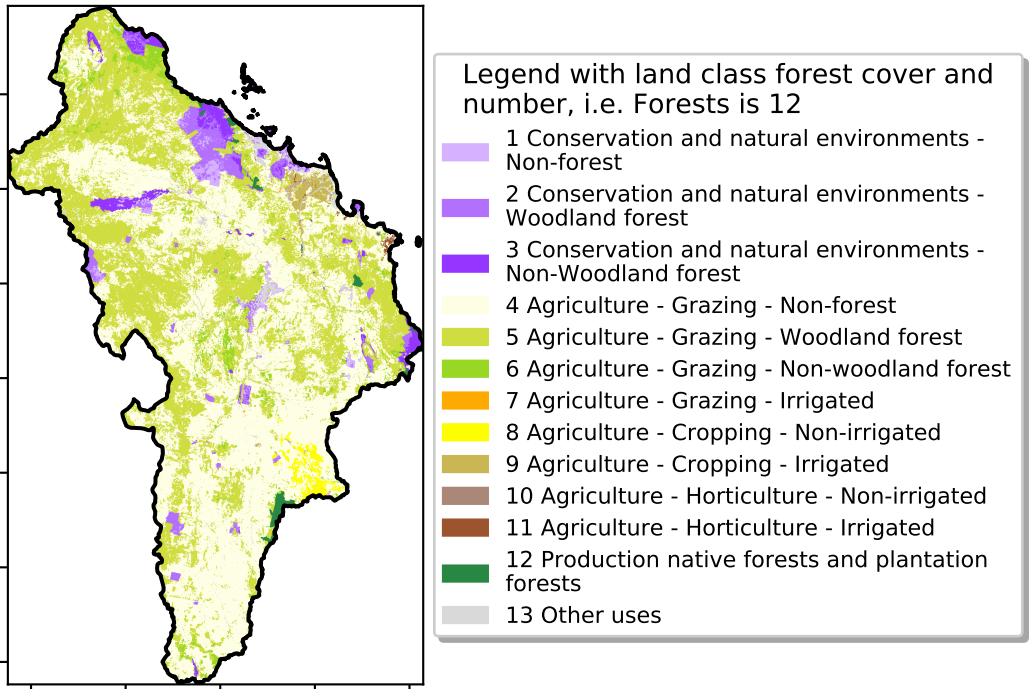 Legend with land class forest cover and
number, i.e. Forests is 12
1 Conservation and natural environments -
Non-forest
2 Conservation and natural environments -
Woodland forest
3 Conservation and natural environments -
Non-Woodland forest
4 Agriculture - Grazing - Non-forest
5 Agriculture - Grazing - Woodland forest
6 Agriculture - Grazing - Non-woodland forest
7 Agriculture - Grazing - Irrigated
8 Agriculture - Cropping - Non-irrigated
9 Agriculture - Cropping - Irrigated
10 Agriculture - Horticulture - Non-irrigated
11 Agriculture - Horticulture - Irrigated
12 Production native forests and plantation
forests
13 Other uses